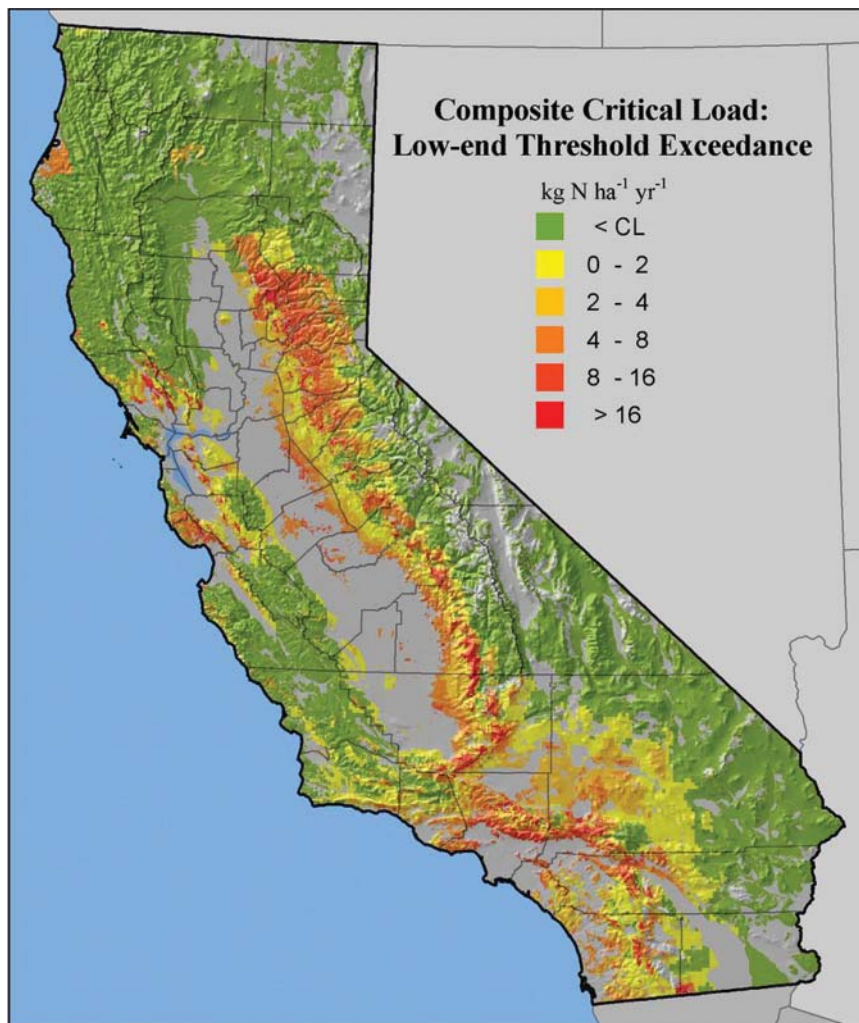 Composite Critical Load:
Low-end Threshold Exceedance
kg N ha⁻¹ yr⁻¹
< CL
0 - 2
2 - 4
4 - 8
8 - 16
> 16